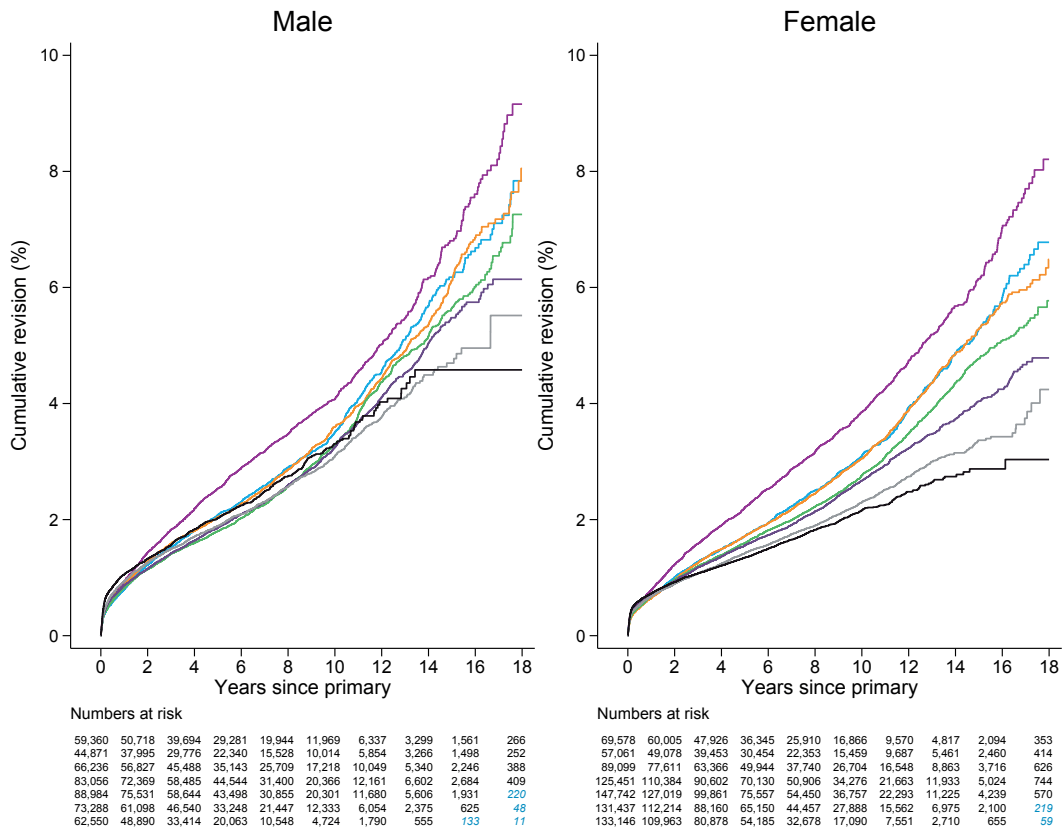 Male
Female
10
8
6
4
2
0
Cumulative revision (%)
0 2 4 6 8 10 12 14 16 18
Years since primary
10
8
6
4
2
0
Cumulative revision (%)
0 2 4 6 8 10 12 14 16 18
Years since primary
Numbers at risk
59,360 50,718 39,694 29,281 19,944 11,969 6,337 3,299 1,561 266
44,871 37,995 29,776 22,340 15,528 10,014 5,854 3,266 1,498 252
66,236 56,827 45,488 35,143 25,709 17,218 10,049 5,340 2,246 388
83,056 72,369 58,485 44,544 31,400 20,366 12,161 6,602 2,684 409
88,984 75,531 58,644 43,498 30,855 20,301 11,680 5,606 1,931 220
73,288 61,098 46,540 33,248 21,447 12,333 6,054 2,375 625 48
62,550 48,890 33,414 20,063 10,548 4,724 1,790 555 133 11
Numbers at risk
69,578 60,005 47,926 36,345 25,910 16,866 9,570 4,817 2,094 353
57,061 49,078 39,453 30,454 22,353 15,459 9,687 5,461 2,460 414
89,099 77,611 63,366 49,944 37,740 26,704 16,548 8,863 3,716 626
125,451 110,384 90,602 70,130 50,906 34,276 21,663 11,933 5,024 744
147,742 127,019 99,861 75,557 54,450 36,757 22,293 11,225 4,239 570
131,437 112,214 88,160 65,150 44,457 27,888 15,562 6,975 2,100 219
133,146 109,963 80,878 54,185 32,678 17,090 7,551 2,710 655 59